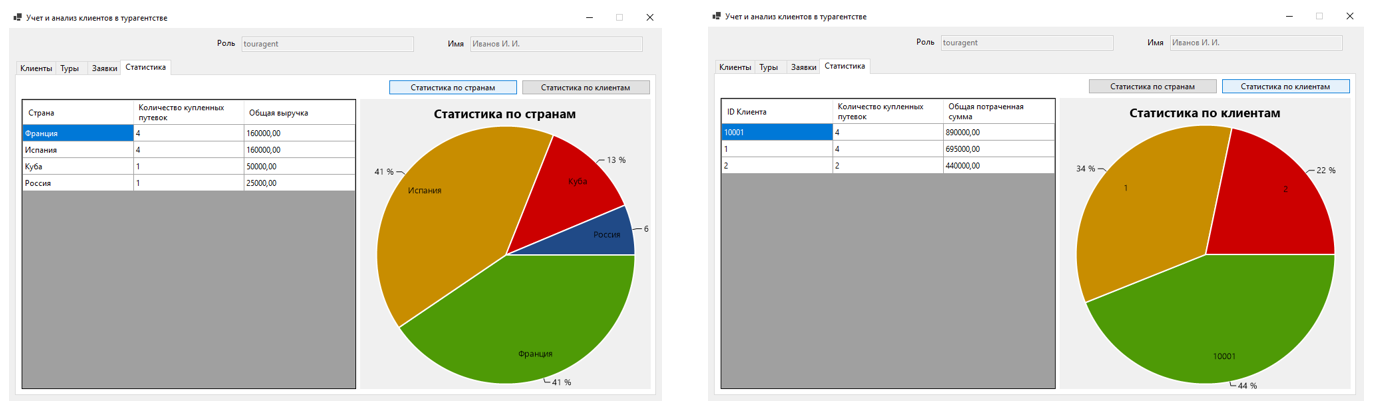 Учет и анализ клиентов в турагентстве
Роль touragent Имя Иванов И. И.
Клиенты Туры Заявки Статистика
Статистика по странам Статистика по клиентам
Страна Количество купленных путевок Общая выручка
Франция 4 160000,00
Испания 4 160000,00
Куба 1 50000,00
Россия 1 25000,00
Статистика по странам
13 %
41 %
Куба
Испания
Россия
6
Франция
41 %
Учет и анализ клиентов в турагентстве
Роль touragent Имя Иванов И. И.
Клиенты Туры Заявки Статистика
Статистика по странам Статистика по клиентам
ID Клиента Количество купленных путевок Общая потраченная сумма
10001 4 890000,00
1 4 695000,00
2 2 440000,00
Статистика по клиентам
34 %
22 %
1
2
10001
44 %